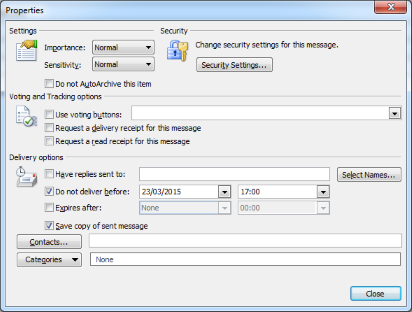 Properties
Settings
Security
Importance: Normal
Change security settings for this message.
Sensitivity: Normal
Security Settings...
Do not AutoArchive this item
Voting and Tracking options
Use voting buttons:
Request a delivery receipt for this message
Request a read receipt for this message
Delivery options
Have replies sent to: Select Names...
Do not deliver before: 23/03/2015 17:00
Expires after: None 00:00
Save copy of sent message
Contacts...
Categories None
Close